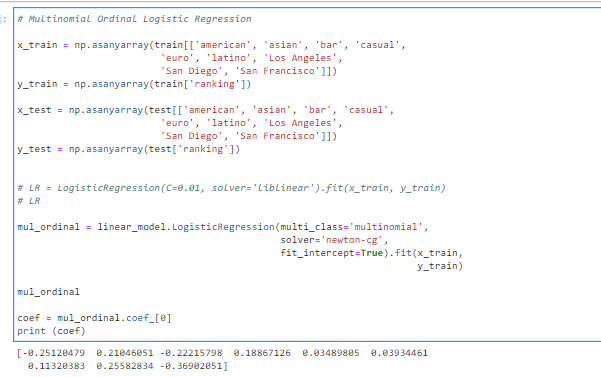 ]: # Multinomial Ordinal Logistic Regression
x_train = np.asanyarray(train[['american', 'asian', 'bar', 'casual',
'euro', 'latino', 'Los Angeles',
'San Diego', 'San Francisco']])
y_train = np.asanyarray(train['ranking'])
x_test = np.asanyarray(test[['american', 'asian', 'bar', 'casual',
'euro', 'latino', 'Los Angeles',
'San Diego', 'San Francisco']])
y_test = np.asanyarray(test['ranking'])
# LR = LogisticRegression(C=0.01, solver='liblinear').fit(x_train, y_train)
# LR
mul_ordinal = linear_model.LogisticRegression(multi_class='multinomial',
solver='newton-cg',
fit_intercept=True).fit(x_train,
y_train)
mul_ordinal
coef = mul_ordinal.coef_[0]
print (coef)
[-0.25120479 0.21046051 -0.22215798 0.18867126 0.03489805 0.03934461
0.11320383 0.25582834 -0.36902051]